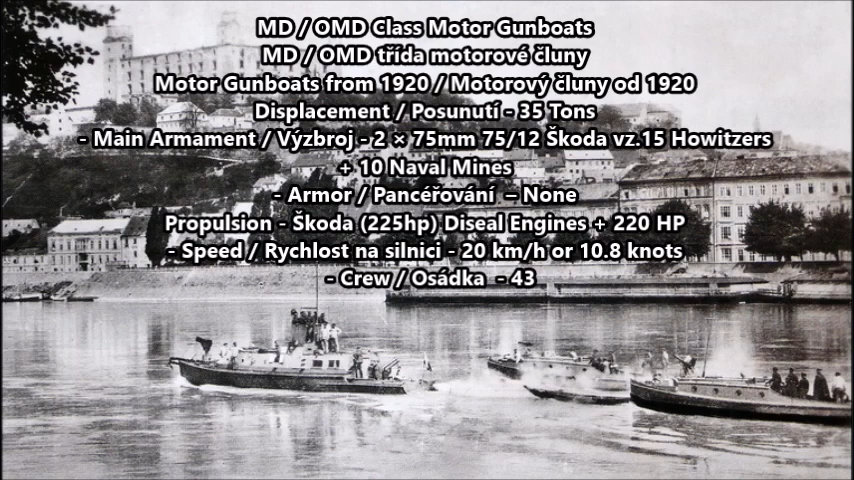 MD / OMD Class Motor Gunboats
MD / OMD třída motorové čluny
Motor Gunboats from 1920 / Motorový čluny od 1920
Displacement / Posunutí - 35 Tons
- Main Armament / Výzbroj - 2 × 75mm 75/12 Škoda vz.15 Howitzers
+ 10 Naval Mines
- Armor / Pancéřování – None
Propulsion - Škoda (225hp) Diseal Engines + 220 HP
- Speed / Rychlost na silnici - 20 km/h or 10.8 knots
- Crew / Osádka - 43